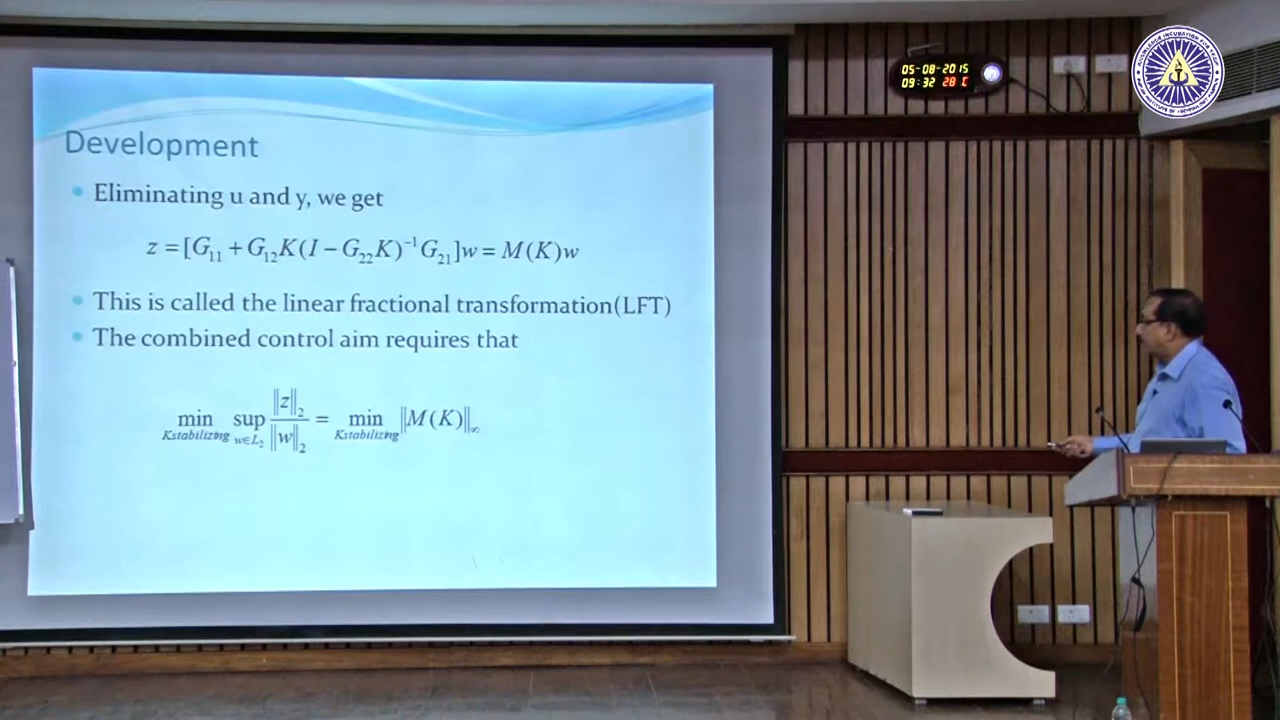 05-08-2015
09:32 28 C
Development
Eliminating u and y, we get
z = [G₁₁ + G₁₂K(I − G₂₂K)⁻¹G₂₁]w = M(K)w
This is called the linear fractional transformation(LFT)
The combined control aim requires that
min Kstabilizing sup w∈L₂ ‖z‖₂ / ‖w‖₂ = min Kstabilizing ‖M(K)‖∞